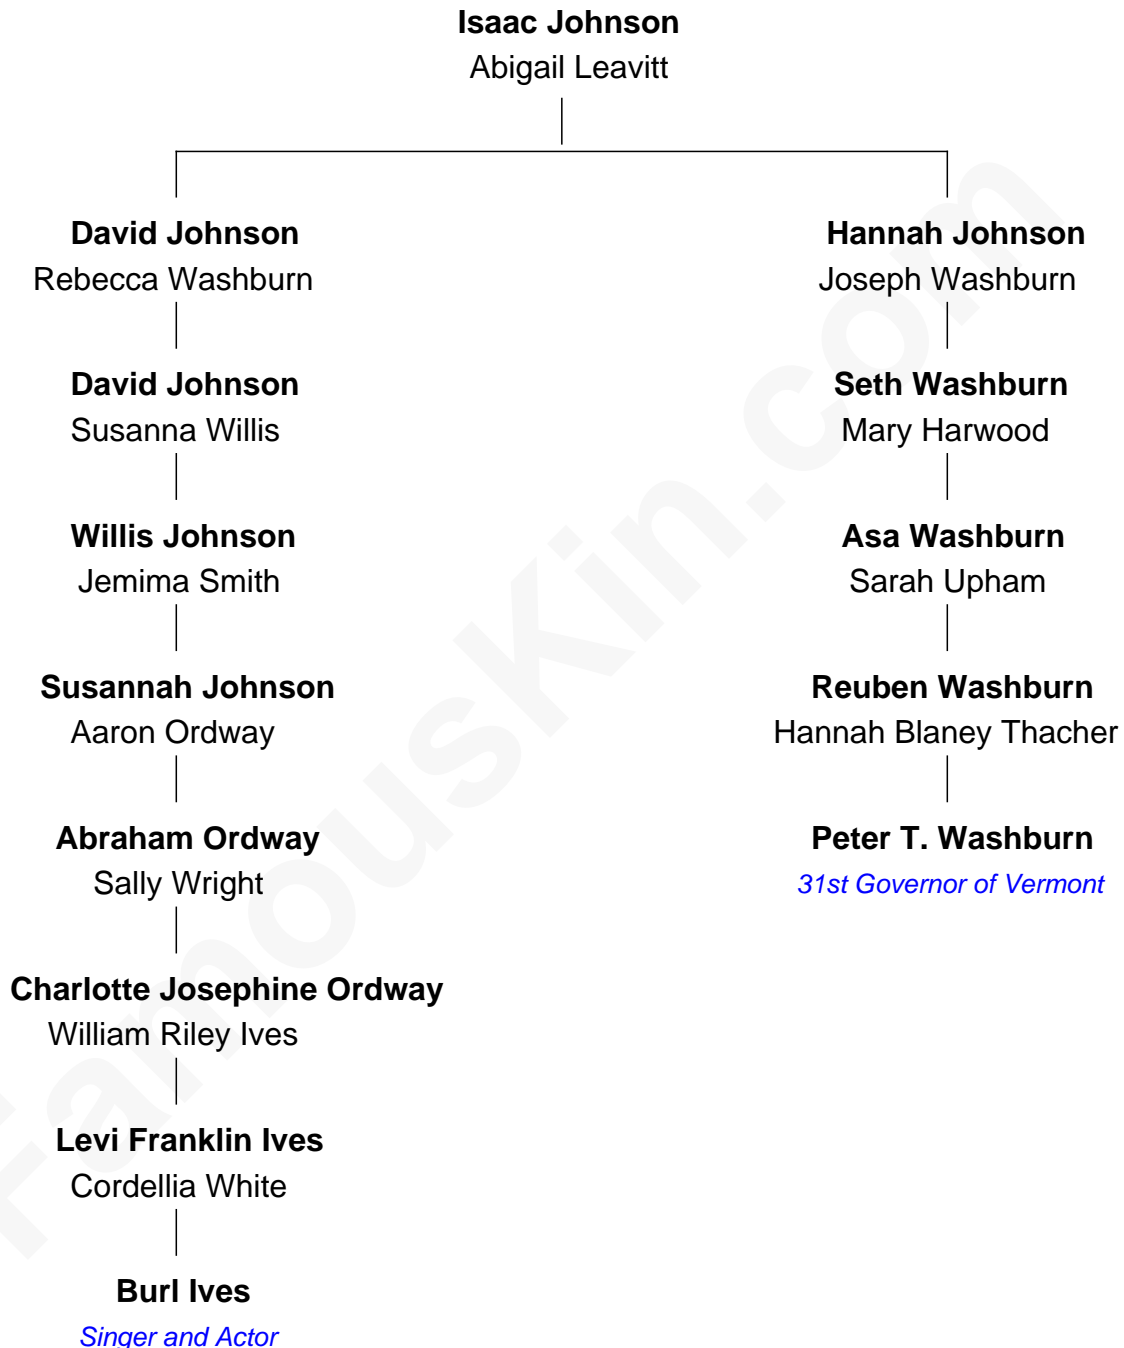 Isaac Johnson
Abigail Leavitt
David Johnson
Rebecca Washburn
David Johnson
Susanna Willis
Willis Johnson
Jemima Smith
Susannah Johnson
Aaron Ordway
Abraham Ordway
Sally Wright
Charlotte Josephine Ordway
William Riley Ives
Levi Franklin Ives
Cordellia White
Burl Ives
Singer and Actor
Hannah Johnson
Joseph Washburn
Seth Washburn
Mary Harwood
Asa Washburn
Sarah Upham
Reuben Washburn
Hannah Blaney Thacher
Peter T. Washburn
31st Governor of Vermont
FamousKin.com